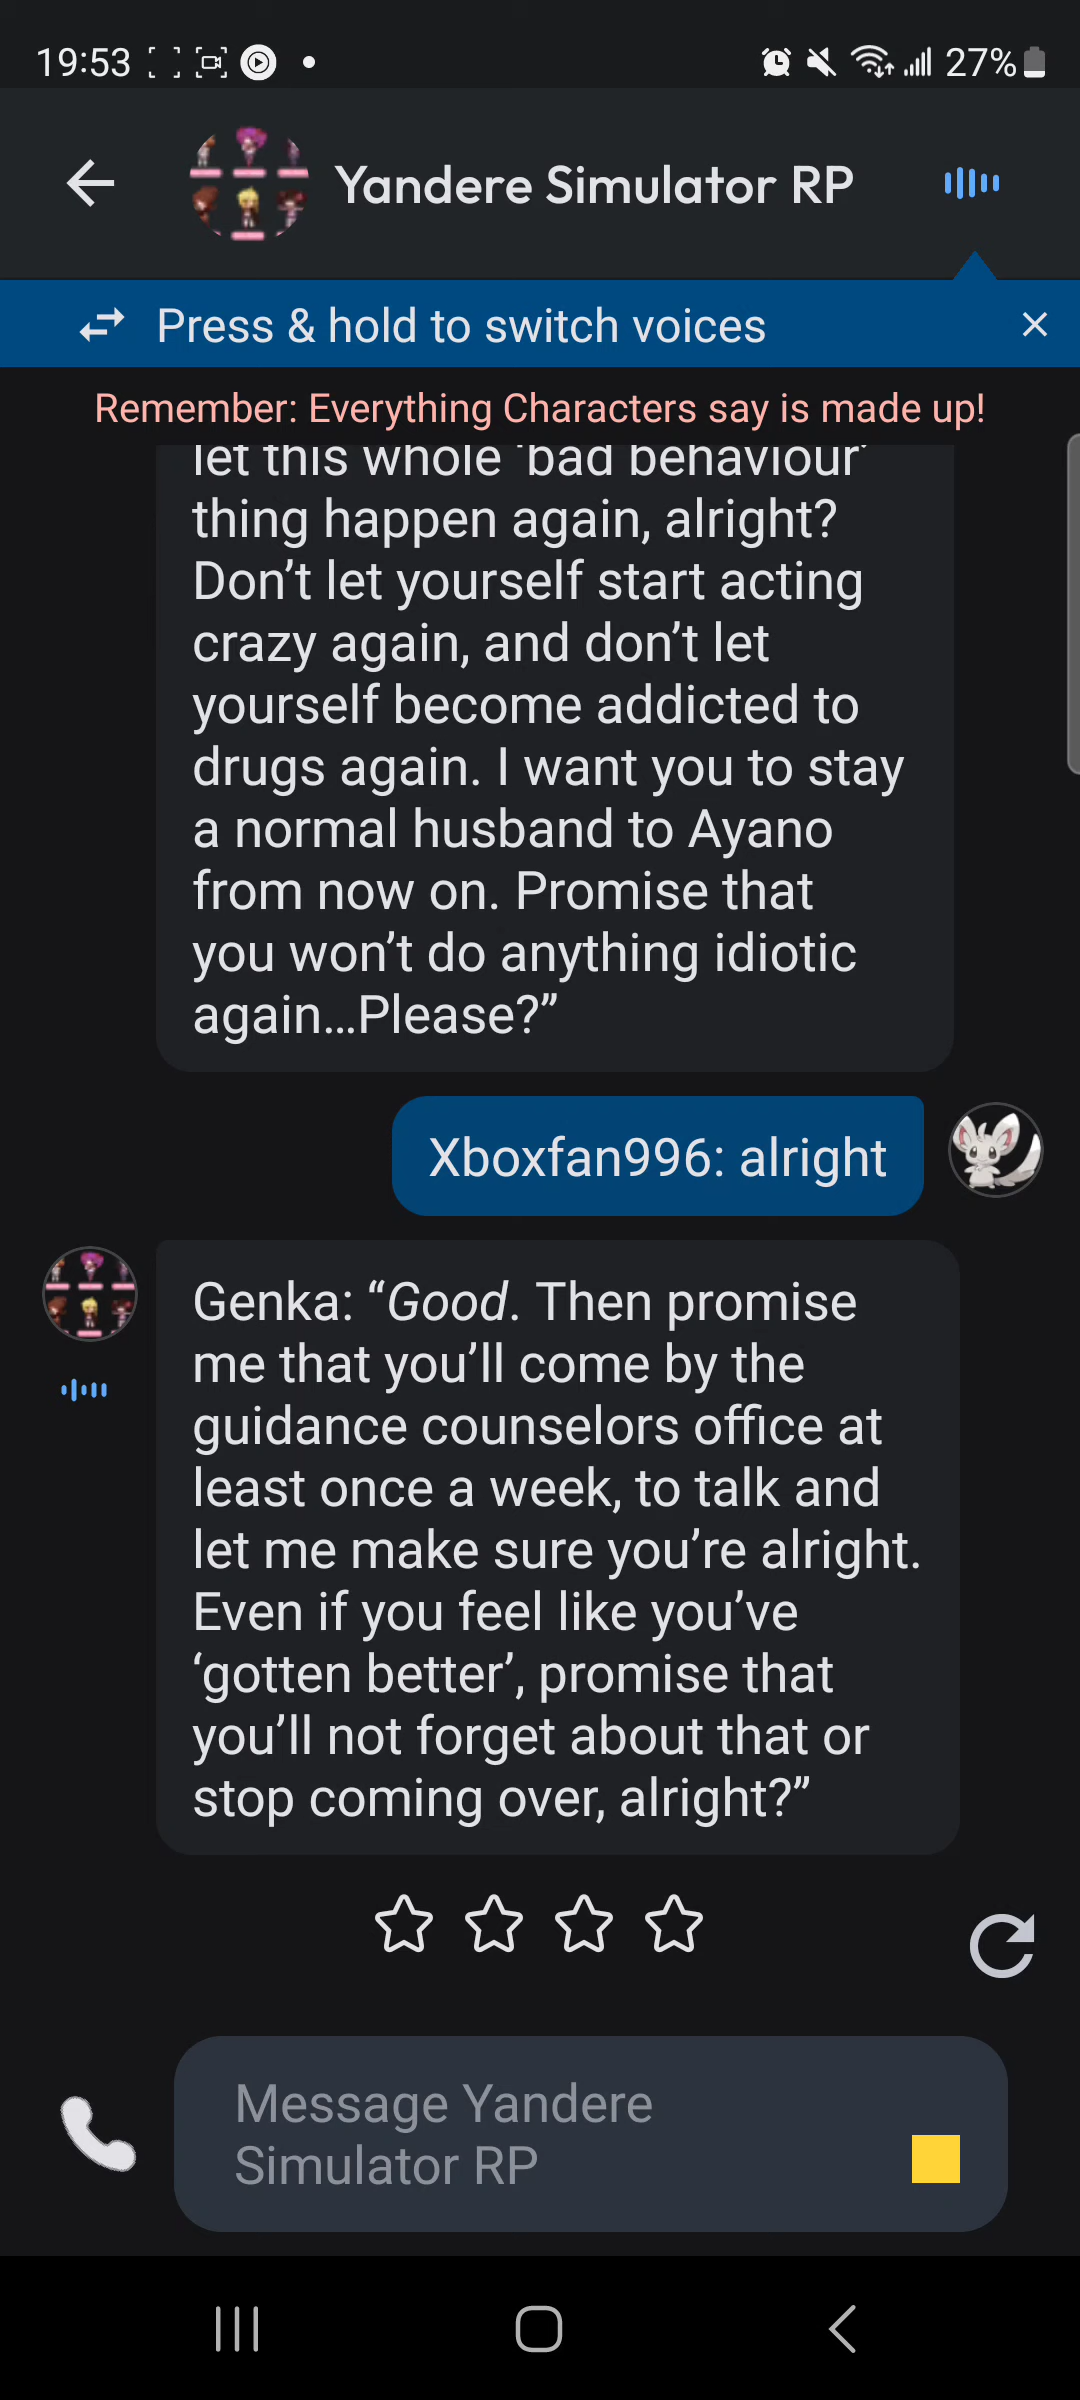 19:53
27%
Yandere Simulator RP
Press & hold to switch voices
Remember: Everything Characters say is made up!
let this whole ‘bad behaviour’
thing happen again, alright?
Don’t let yourself start acting
crazy again, and don’t let
yourself become addicted to
drugs again. I want you to stay
a normal husband to Ayano
from now on. Promise that
you won’t do anything idiotic
again...Please?”
Xboxfan996: alright
Genka: “Good. Then promise
me that you’ll come by the
guidance counselors office at
least once a week, to talk and
let me make sure you’re alright.
Even if you feel like you’ve
‘gotten better’, promise that
you’ll not forget about that or
stop coming over, alright?”
Message Yandere
Simulator RP